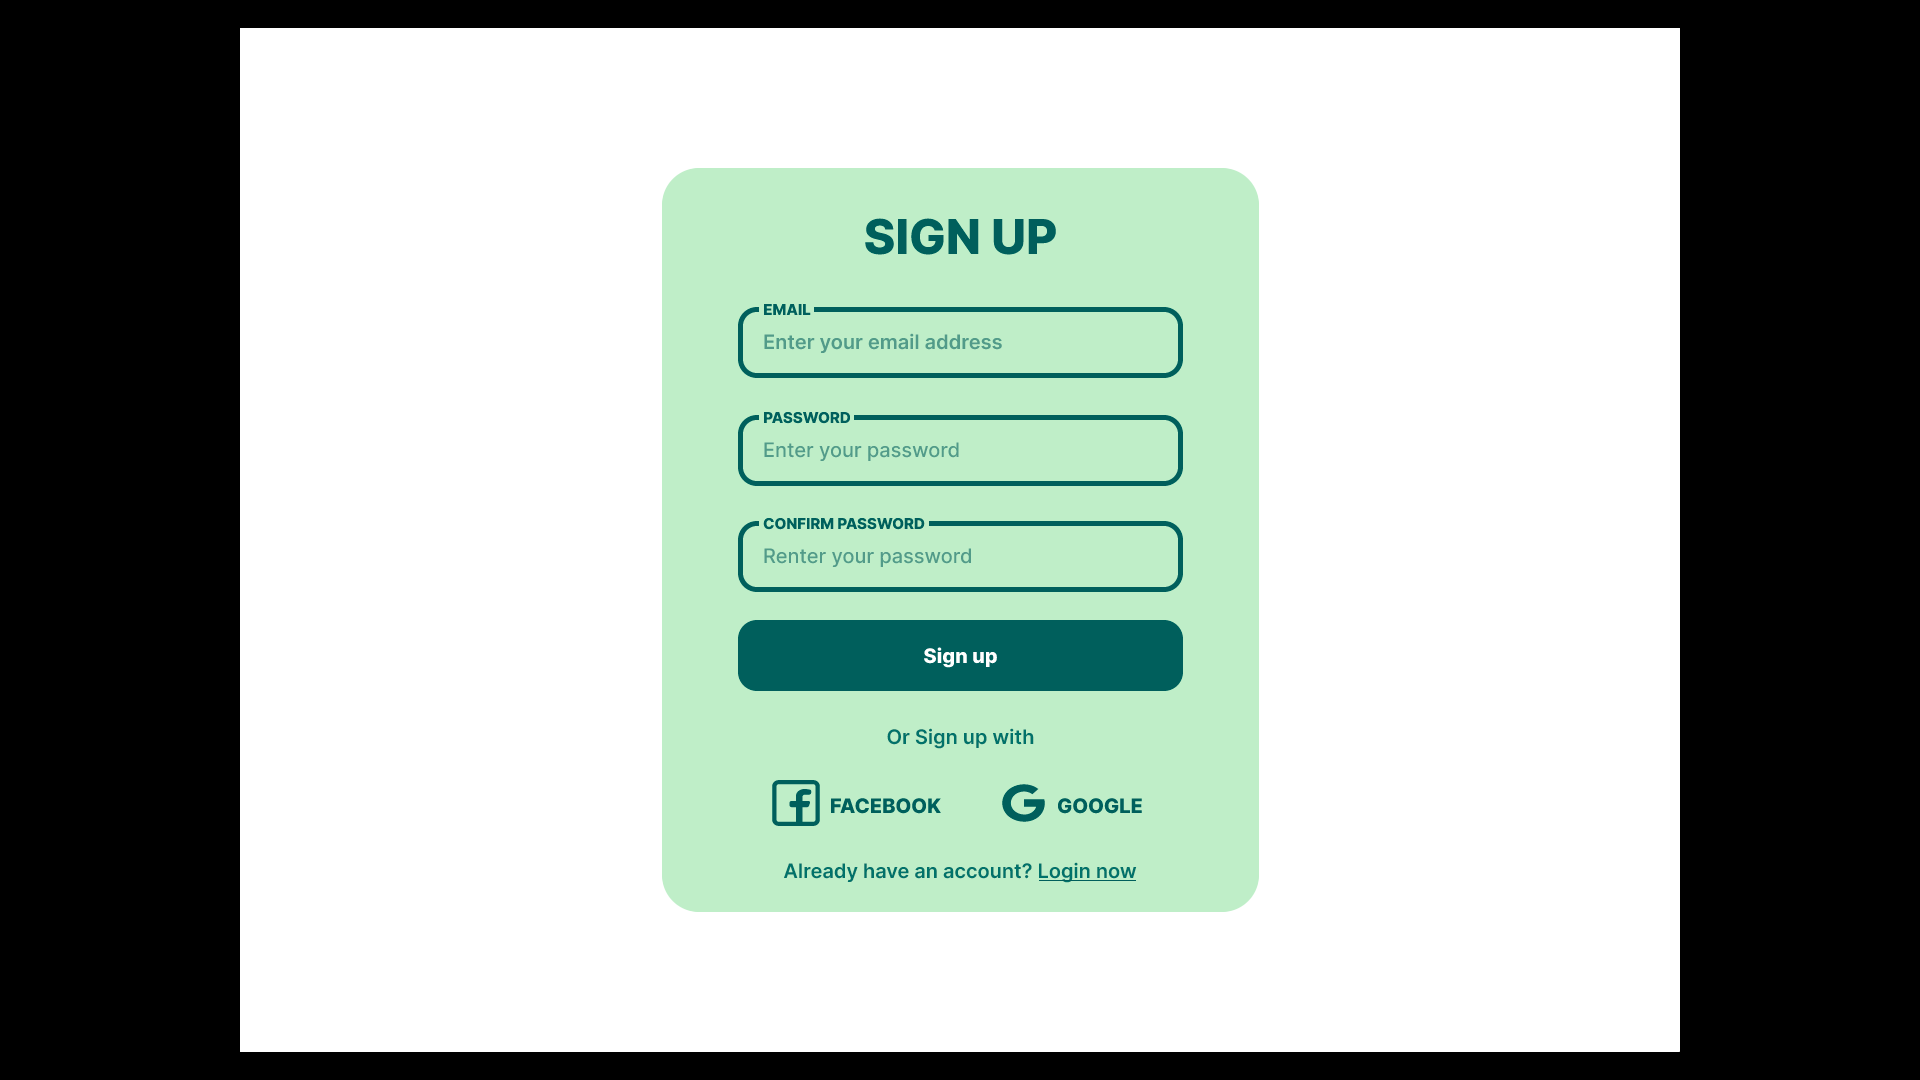 SIGN UP
EMAIL
Enter your email address
PASSWORD
Enter your password
CONFIRM PASSWORD
Renter your password
Sign up
Or Sign up with
FACEBOOK GOOGLE
Already have an account? Login now